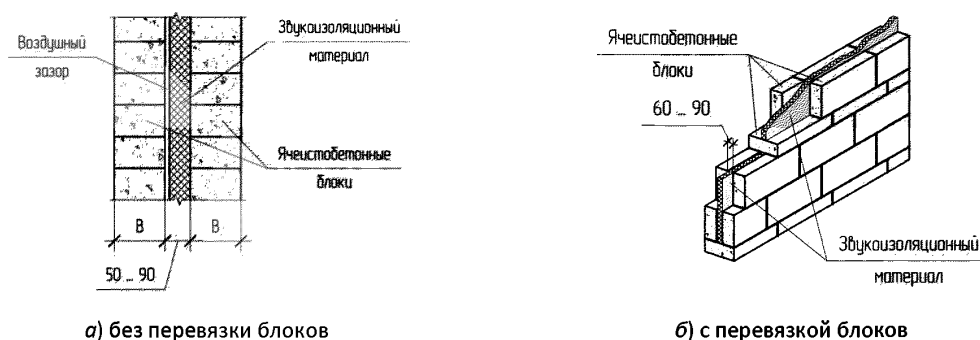 Воздушный
зазор
Звукоизоляционный
материал
Ячеистобетонные
блоки
В
В
50 ... 90
а) без перевязки блоков
Ячеистобетонные
блоки
60 ... 90
Звукоизоляционный
материал
б) с перевязкой блоков